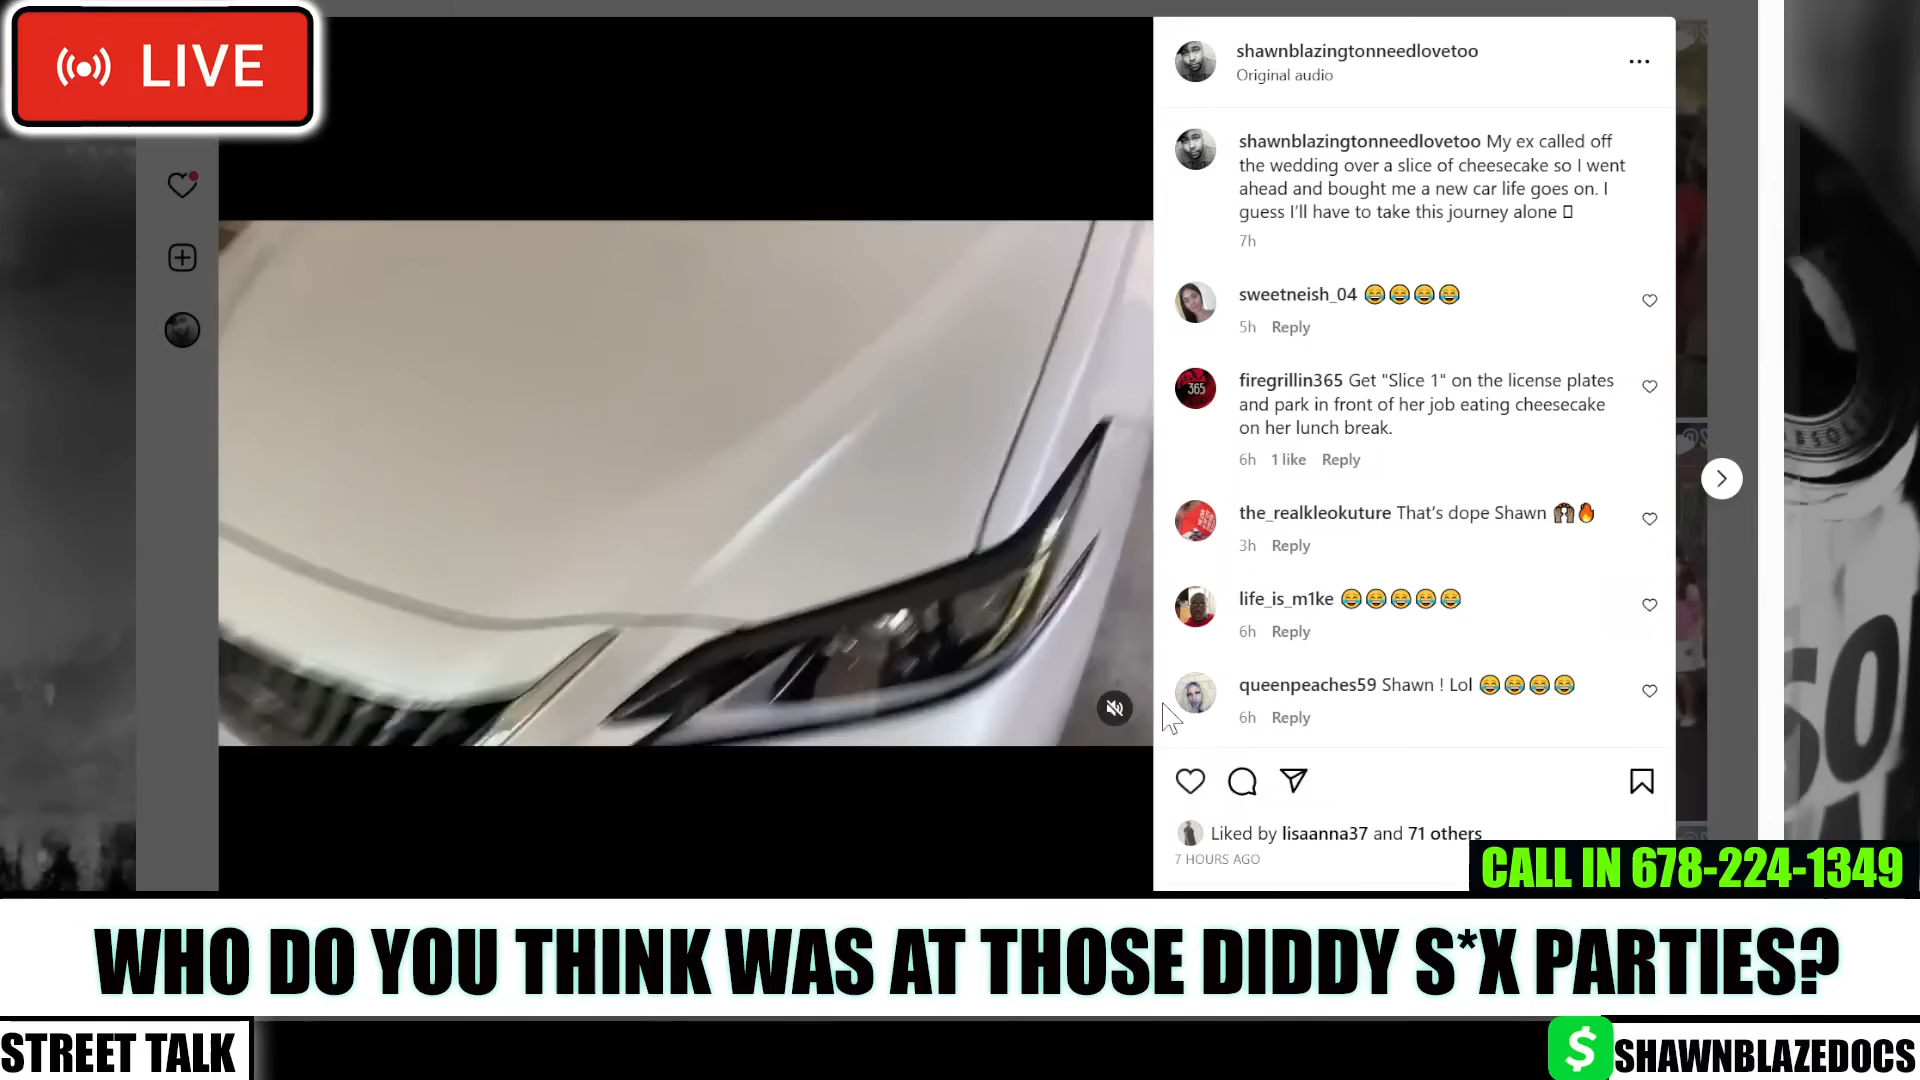 LIVE
shawnblazingtonneedlovetoo
Original audio
shawnblazingtonneedlovetoo My ex called off
the wedding over a slice of cheesecake so I went
ahead and bought me a new car life goes on. I
guess I'll have to take this journey alone
7h
sweetneish_04 😂😂😂😂
5h Reply
firegrillin365 Get "Slice 1" on the license plates
and park in front of her job eating cheesecake
on her lunch break.
6h 1 like Reply
the_realkleokuture That's dope Shawn 🙌🏾🔥
3h Reply
life_is_m1ke 😂😂😂😂😂
6h Reply
queenpeaches59 Shawn ! Lol 😂😂😂😂
6h Reply
Liked by lisaanna37 and 71 others
7 HOURS AGO
CALL IN 678-224-1349
WHO DO YOU THINK WAS AT THOSE DIDDY S*X PARTIES?
STREET TALK
$ SHAWNBLAZEDOCS
365